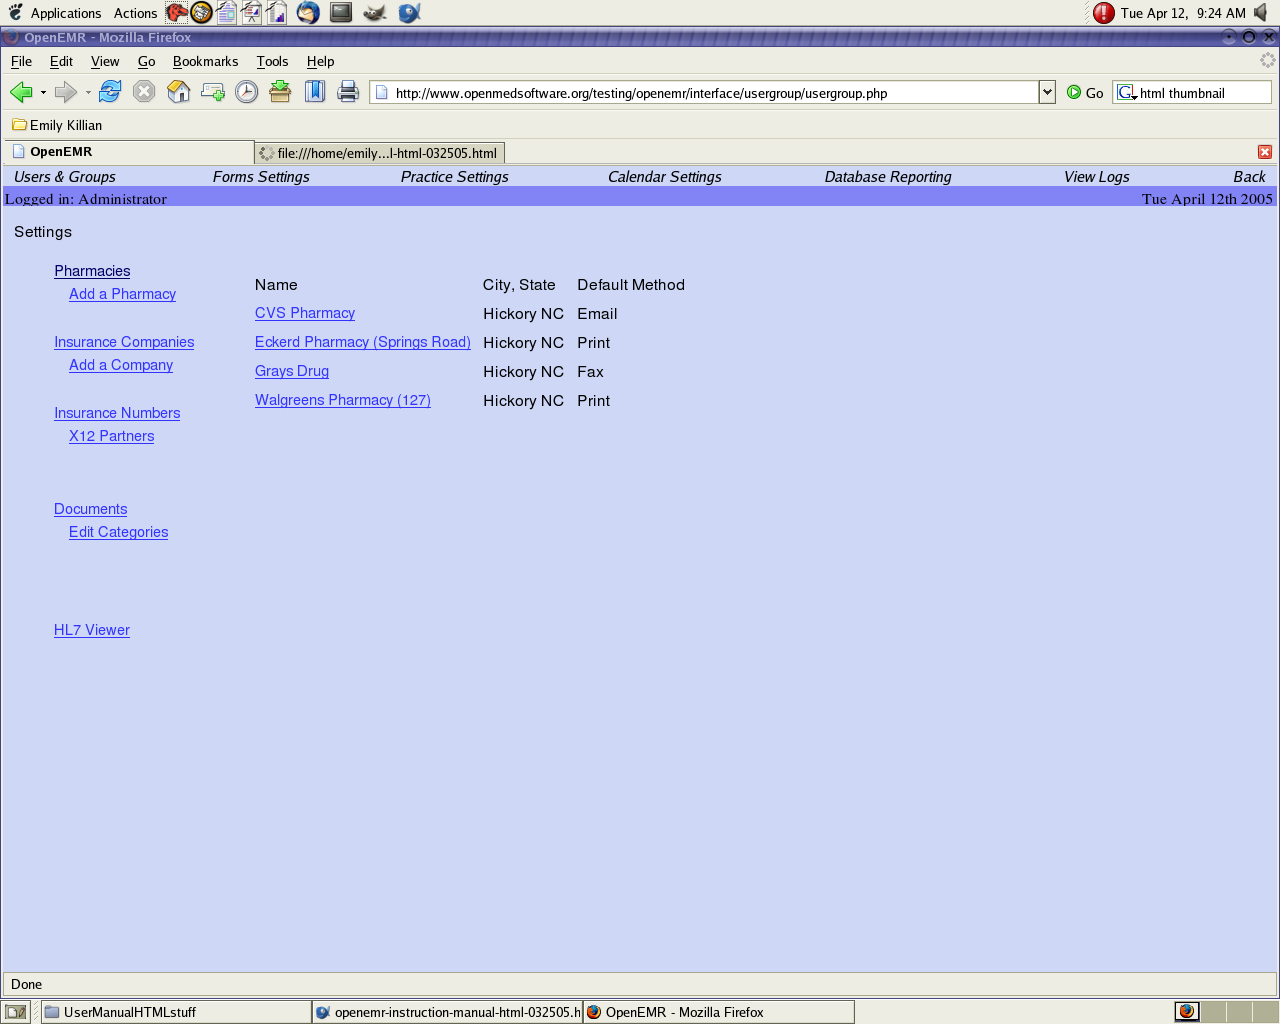 Applications Actions Tue Apr 12, 9:24 AM
OpenEMR - Mozilla Firefox
File Edit View Go Bookmarks Tools Help
http://www.openmedsoftware.org/testing/openemr/interface/usergroup/usergroup.php Go G html thumbnail
Emily Killian
OpenEMR file:///home/emily...l-html-032505.html
Users & Groups Forms Settings Practice Settings Calendar Settings Database Reporting View Logs Back
Logged in: Administrator Tue April 12th 2005
Settings
Pharmacies
Add a Pharmacy
Insurance Companies
Add a Company
Insurance Numbers
X12 Partners
Documents
Edit Categories
HL7 Viewer
Name City, State Default Method
CVS Pharmacy Hickory NC Email
Eckerd Pharmacy (Springs Road) Hickory NC Print
Grays Drug Hickory NC Fax
Walgreens Pharmacy (127) Hickory NC Print
Done
UserManualHTMLstuff openemr-instruction-manual-html-032505.h OpenEMR - Mozilla Firefox